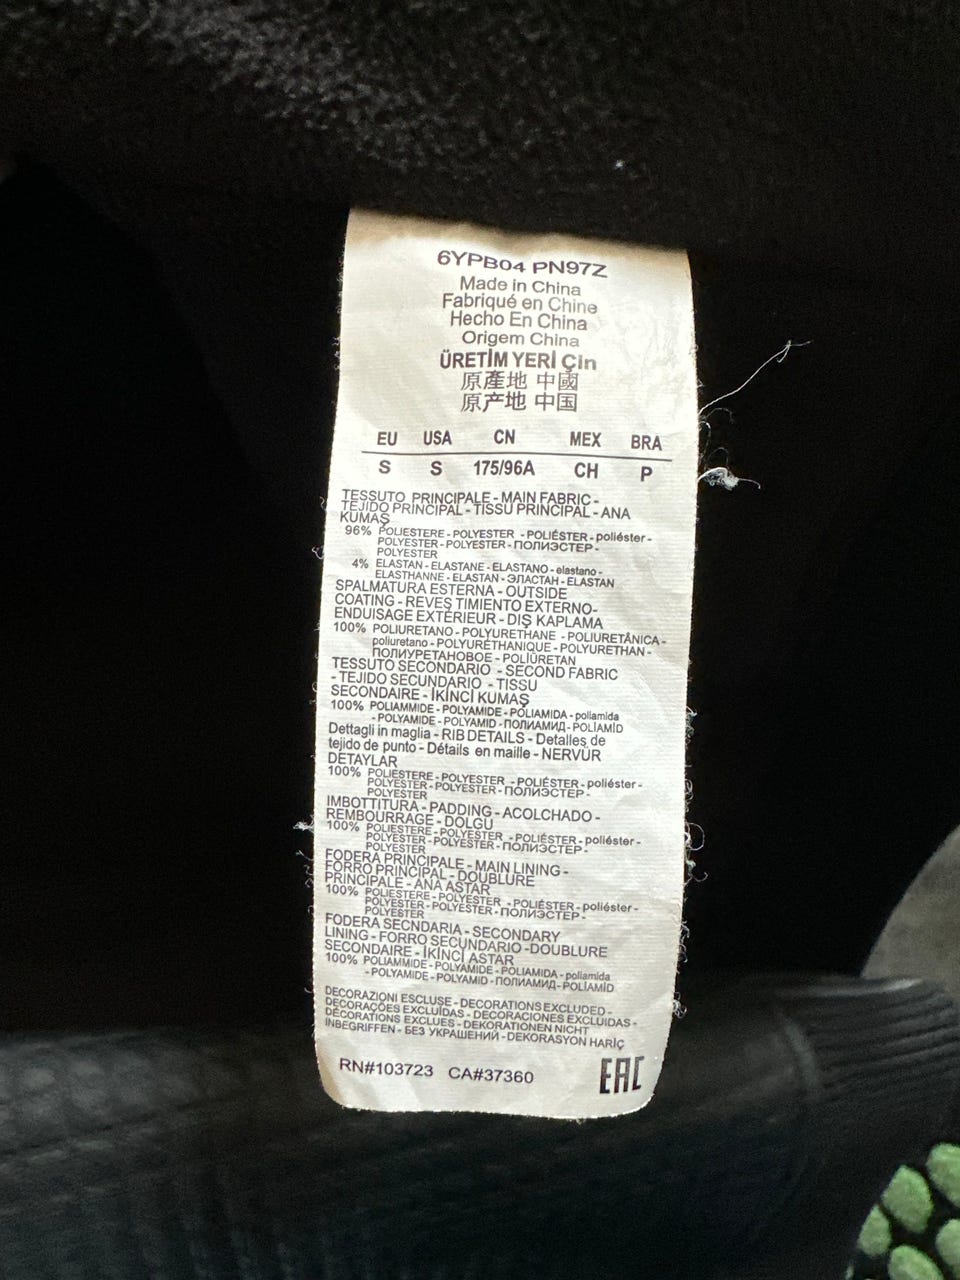 6YPB04 PN97Z
Made in China
Fabriqué en Chine
Hecho En China
Origem China
ÜRETİM YERİ Çin
原產地 中國
原产地 中国
EU USA CN MEX BRA
S S 175/96A CH P
TESSUTO PRINCIPALE - MAIN FABRIC -
TEJIDO PRINCIPAL - TISSU PRINCIPAL - ANA
KUMAŞ
96% POLIESTERE - POLYESTER - POLIÉSTER - poliéster -
POLYESTER - POLYESTER - ПОЛИЭСТЕР -
POLYESTER
4% ELASTAN - ELASTANE - ELASTANO - elastano -
ELASTHANNE - ELASTAN - ЭЛАСТАН - ELASTAN
SPALMATURA ESTERNA - OUTSIDE
COATING - REVES TIMIENTO EXTERNO-
ENDUISAGE EXTÉRIEUR - DIŞ KAPLAMA
100% POLIURETANO - POLYURETHANE - POLIURETÂNICA -
poliuretano - POLYURÉTHANIQUE - POLYURETHAN -
ПОЛИУРЕТАНОВОЕ - POLİÜRETAN
TESSUTO SECONDARIO - SECOND FABRIC
- TEJIDO SECUNDARIO - TISSU
SECONDAIRE - İKİNCİ KUMAŞ
100% POLIAMMIDE - POLYAMIDE - POLIAMIDA - poliamida
- POLYAMIDE - POLYAMID - ПОЛИАМИД - POLİAMİD
Dettagli in maglia - RIB DETAILS - Detalles de
tejido de punto - Détails en maille - NERVÜR
DETAYLAR
100% POLIESTERE - POLYESTER - POLIÉSTER - poliéster -
POLYESTER - POLYESTER - ПОЛИЭСТЕР -
POLYESTER
IMBOTTITURA - PADDING - ACOLCHADO -
REMBOURRAGE - DOLGU
100% POLIESTERE - POLYESTER - POLIÉSTER - poliéster -
POLYESTER - POLYESTER - ПОЛИЭСТЕР -
POLYESTER
FODERA PRINCIPALE - MAIN LINING -
FORRO PRINCIPAL - DOUBLURE
PRINCIPALE - ANA ASTAR
100% POLIESTERE - POLYESTER - POLIÉSTER - poliéster -
POLYESTER - POLYESTER - ПОЛИЭСТЕР -
POLYESTER
FODERA SECNDARIA - SECONDARY
LINING - FORRO SECUNDARIO -DOUBLURE
SECONDAIRE - İKİNCİ ASTAR
100% POLIAMMIDE - POLYAMIDE - POLIAMIDA - poliamida
- POLYAMIDE - POLYAMID - ПОЛИАМИД - POLİAMİD
DECORAZIONI ESCLUSE - DECORATIONS EXCLUDED -
DECORAÇÕES EXCLUÍDAS - DECORACIONES EXCLUIDAS -
DÉCORATIONS EXCLUES - DEKORATIONEN NICHT
INBEGRIFFEN - БЕЗ УКРАШЕНИЙ - DEKORASYON HARİÇ
RN#103723 CA#37360 EAC